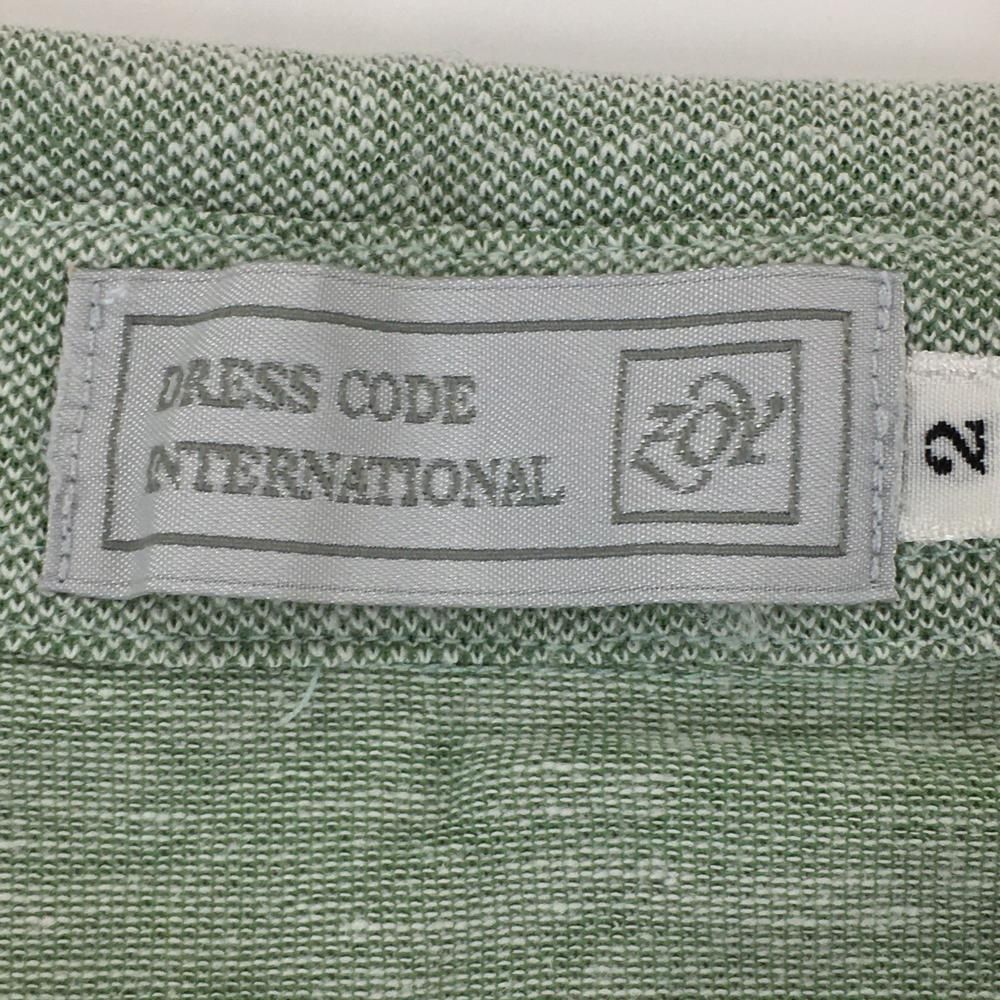 DRESS CODE
INTERNATIONAL
ZOY
2